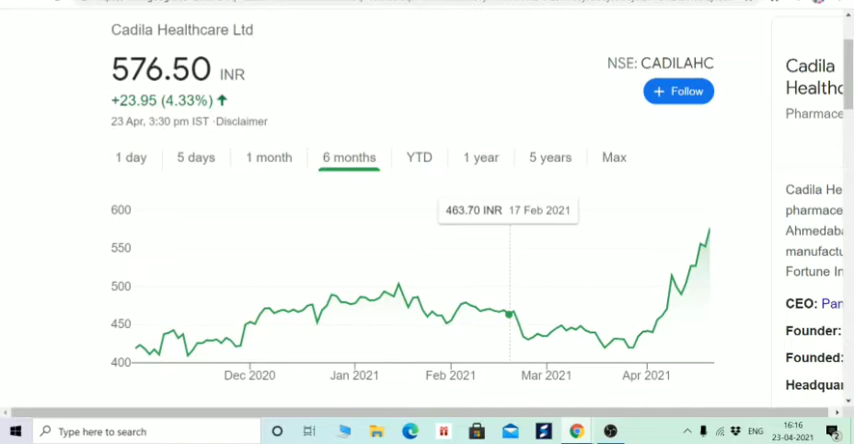 Cadila Healthcare Ltd
576.50 INR
+23.95 (4.33%) ↑
23 Apr, 3:30 pm IST · Disclaimer
NSE: CADILAHC
+ Follow
1 day 5 days 1 month 6 months YTD 1 year 5 years Max
463.70 INR 17 Feb 2021
600
550
500
450
400
Dec 2020 Jan 2021 Feb 2021 Mar 2021 Apr 2021
Cadila
Healthc
Pharmace
Cadila He
pharmace
Ahmedaba
manufactu
Fortune In
CEO: Pan
Founder:
Founded:
Headquar
Type here to search
ENG
16:16
23-04-2021
2